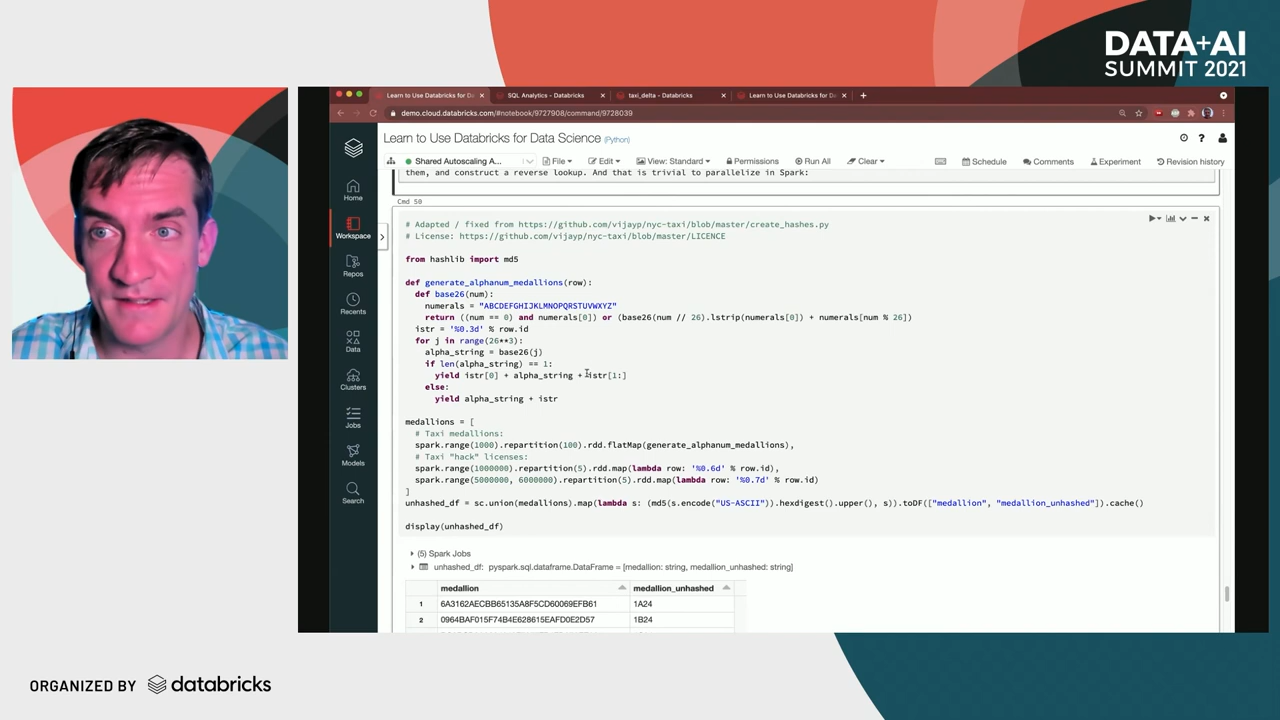 DATA+AI
SUMMIT 2021
Learn to Use Databricks for Da
SQL Analytics - Databricks
taxi_delta - Databricks
Learn to Use Databricks for Da
demo.cloud.databricks.com/#notebook/9727908/command/9728039
Learn to Use Databricks for Data Science (Python)
Shared Autoscaling A...
File
Edit
View: Standard
Permissions
Run All
Clear
Schedule
Comments
Experiment
Revision history
Home
Workspace
Repos
Recents
Data
Clusters
Jobs
Models
Search
them, and construct a reverse lookup. And that is trivial to parallelize in Spark:
Cmd 50
# Adapted / fixed from https://github.com/vijayp/nyc-taxi/blob/master/create_hashes.py
# License: https://github.com/vijayp/nyc-taxi/blob/master/LICENCE
from hashlib import md5
def generate_alphanum_medallions(row):
def base26(num):
numerals = "ABCDEFGHIJKLMNOPQRSTUVWXYZ"
return ((num == 0) and numerals[0]) or (base26(num // 26).lstrip(numerals[0]) + numerals[num % 26])
istr = '%0.3d' % row.id
for j in range(26**3):
alpha_string = base26(j)
if len(alpha_string) == 1:
yield istr[0] + alpha_string + istr[1:]
else:
yield alpha_string + istr
medallions = [
# Taxi medallions:
spark.range(1000).repartition(100).rdd.flatMap(generate_alphanum_medallions),
# Taxi "hack" licenses:
spark.range(1000000).repartition(5).rdd.map(lambda row: '%0.6d' % row.id),
spark.range(5000000, 6000000).repartition(5).rdd.map(lambda row: '%0.7d' % row.id)
]
unhashed_df = sc.union(medallions).map(lambda s: (md5(s.encode("US-ASCII")).hexdigest().upper(), s)).toDF(["medallion", "medallion_unhashed"]).cache()
display(unhashed_df)
(5) Spark Jobs
unhashed_df: pyspark.sql.dataframe.DataFrame = [medallion: string, medallion_unhashed: string]
medallion medallion_unhashed
1 6A3162AECBB65135A8F5CD60069EFB61 1A24
2 0964BAF015F74B4E628615EAFD0E2D57 1B24
ORGANIZED BY databricks